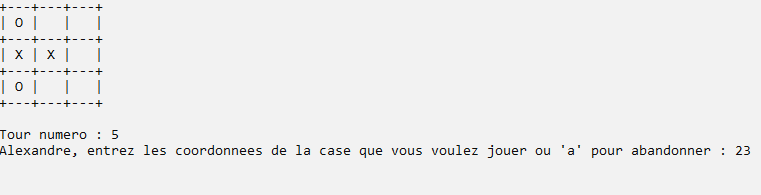 +---+---+---+
| O |   |   |
+---+---+---+
| X | X |   |
+---+---+---+
| O |   |   |
+---+---+---+
Tour numero : 5
Alexandre, entrez les coordonnees de la case que vous voulez jouer ou 'a' pour abandonner : 23